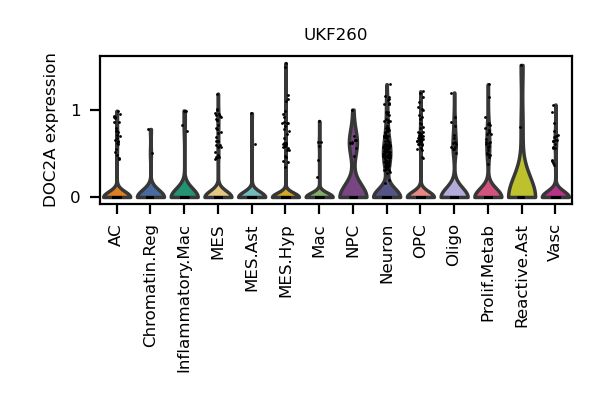 UKF260
DOC2A expression
1
0
AC
Chromatin.Reg
Inflammatory.Mac
MES
MES.Ast
MES.Hyp
Mac
NPC
Neuron
OPC
Oligo
Prolif.Metab
Reactive.Ast
Vasc